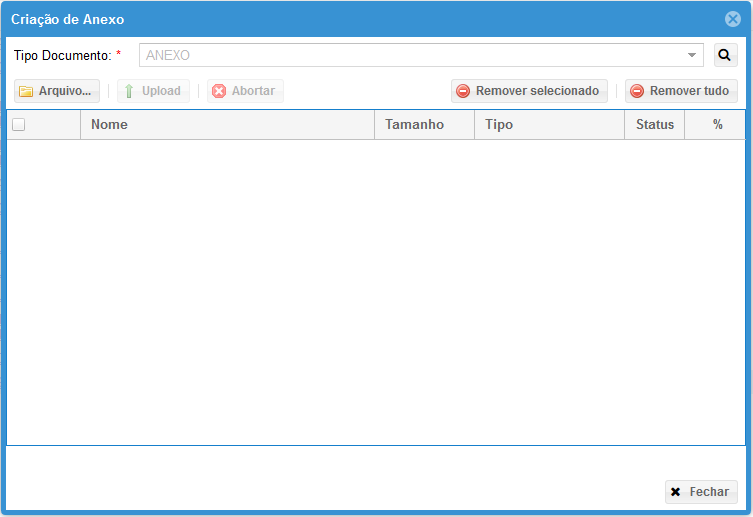 Criação de Anexo
Tipo Documento: * ANEXO
Arquivo... Upload Abortar Remover selecionado Remover tudo
Nome Tamanho Tipo Status %
Fechar